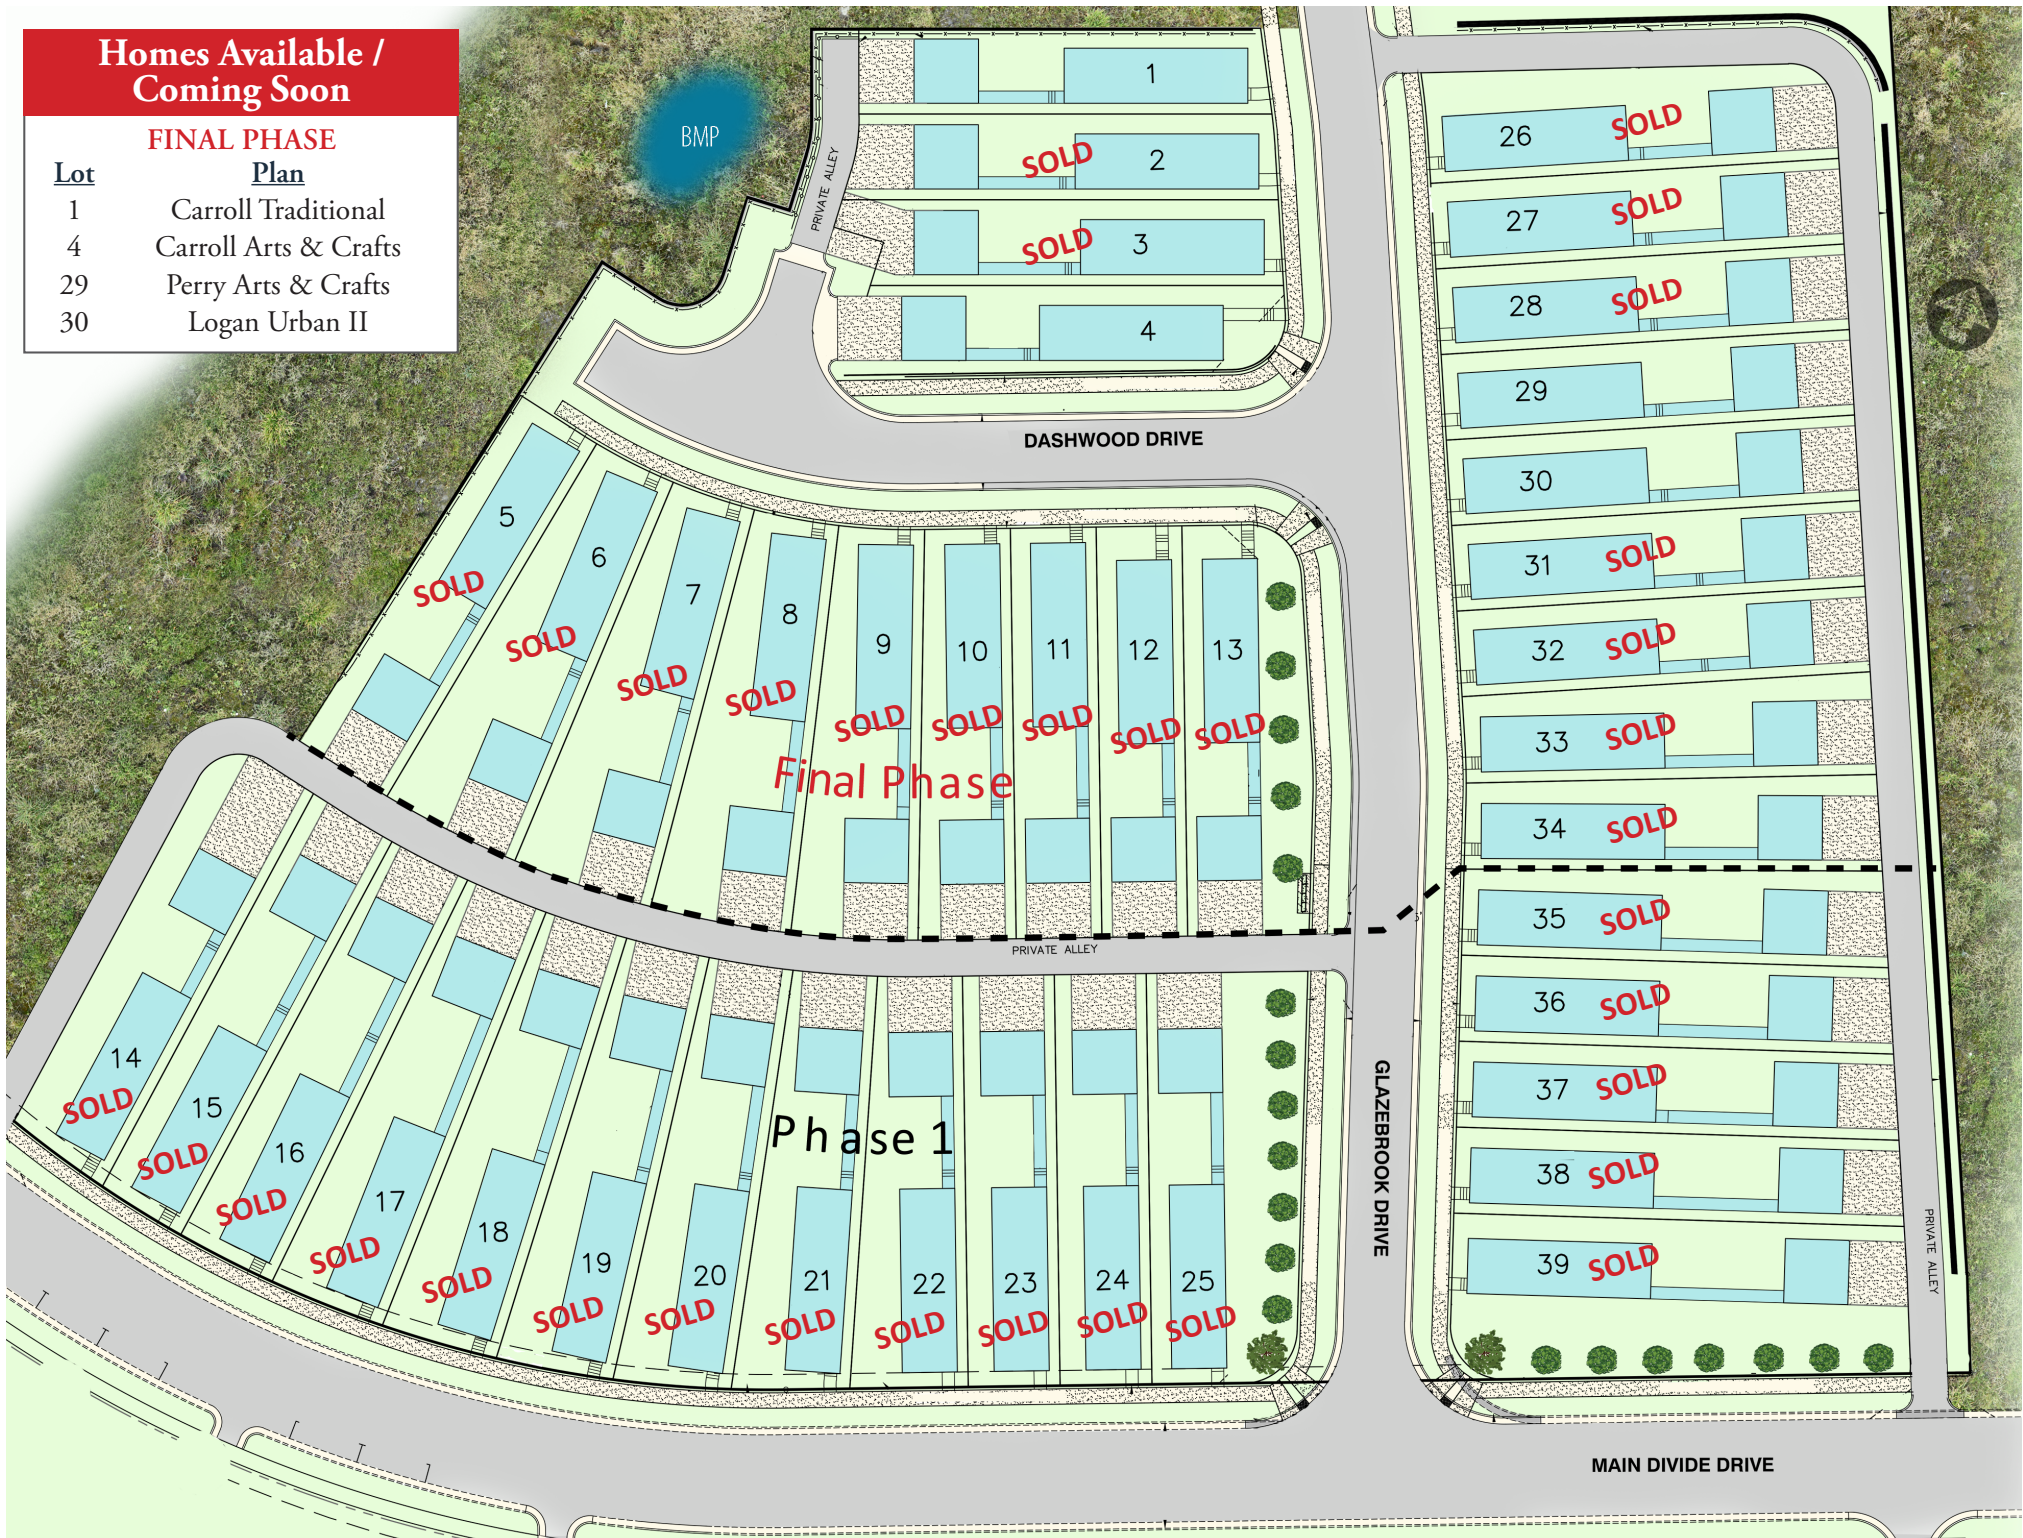 Homes Available /
Coming Soon
FINAL PHASE
Lot Plan
1 Carroll Traditional
4 Carroll Arts & Crafts
29 Perry Arts & Crafts
30 Logan Urban II
BMP
PRIVATE ALLEY
1
2 SOLD
3 SOLD
4
DASHWOOD DRIVE
26 SOLD
27 SOLD
28 SOLD
29
30
31 SOLD
32 SOLD
33 SOLD
34 SOLD
5 SOLD
6 SOLD
7 SOLD
8 SOLD
9 SOLD
10 SOLD
11 SOLD
12 SOLD
13 SOLD
Final Phase
PRIVATE ALLEY
35 SOLD
36 SOLD
37 SOLD
38 SOLD
39 SOLD
14 SOLD
15 SOLD
16 SOLD
17 SOLD
18 SOLD
19 SOLD
20 SOLD
21 SOLD
22 SOLD
23 SOLD
24 SOLD
25 SOLD
Phase 1
GLAZEBROOK DRIVE
PRIVATE ALLEY
MAIN DIVIDE DRIVE